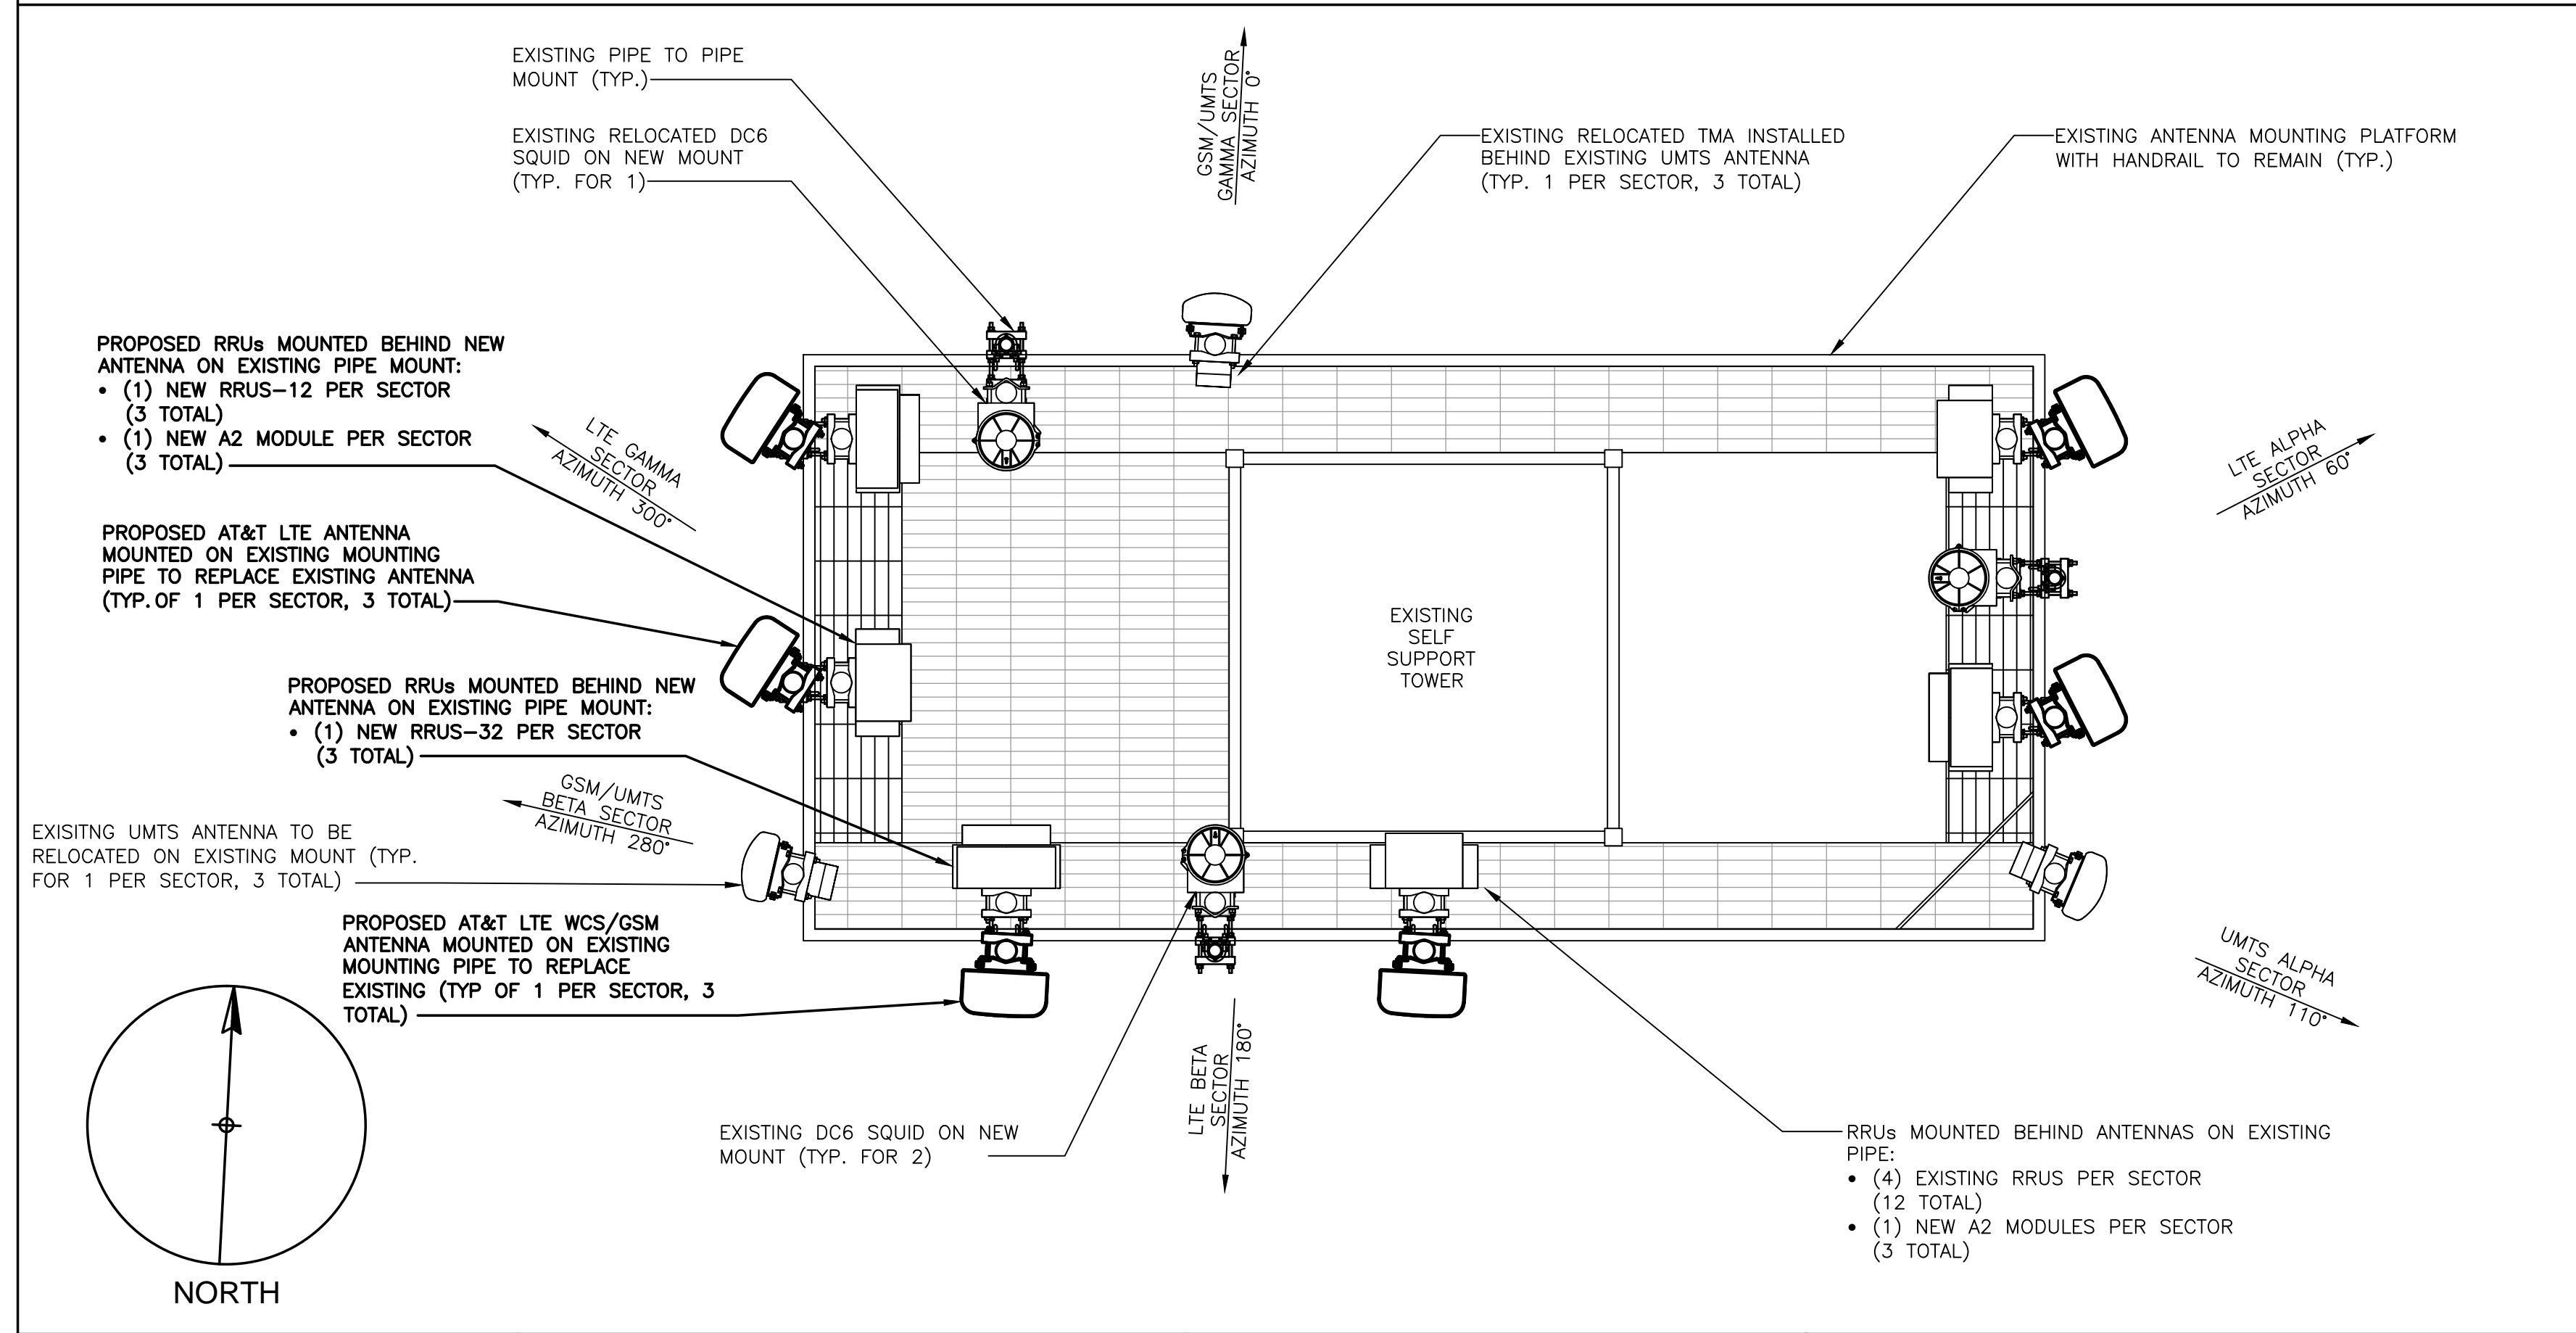 EXISTING PIPE TO PIPE
MOUNT (TYP.)
EXISTING RELOCATED DC6
SQUID ON NEW MOUNT
(TYP. FOR 1)
GSM/UMTS
GAMMA SECTOR
AZIMUTH 0°
EXISTING RELOCATED TMA INSTALLED
BEHIND EXISTING UMTS ANTENNA
(TYP. 1 PER SECTOR, 3 TOTAL)
EXISTING ANTENNA MOUNTING PLATFORM
WITH HANDRAIL TO REMAIN (TYP.)
PROPOSED RRUs MOUNTED BEHIND NEW
ANTENNA ON EXISTING PIPE MOUNT:
• (1) NEW RRUS-12 PER SECTOR
(3 TOTAL)
• (1) NEW A2 MODULE PER SECTOR
(3 TOTAL)
LTE GAMMA
SECTOR
AZIMUTH 300°
LTE ALPHA
SECTOR
AZIMUTH 60°
PROPOSED AT&T LTE ANTENNA
MOUNTED ON EXISTING MOUNTING
PIPE TO REPLACE EXISTING ANTENNA
(TYP.OF 1 PER SECTOR, 3 TOTAL)
EXISTING
SELF
SUPPORT
TOWER
PROPOSED RRUs MOUNTED BEHIND NEW
ANTENNA ON EXISTING PIPE MOUNT:
• (1) NEW RRUS-32 PER SECTOR
(3 TOTAL)
GSM/UMTS
BETA SECTOR
AZIMUTH 280°
EXISITNG UMTS ANTENNA TO BE
RELOCATED ON EXISTING MOUNT (TYP.
FOR 1 PER SECTOR, 3 TOTAL)
PROPOSED AT&T LTE WCS/GSM
ANTENNA MOUNTED ON EXISTING
MOUNTING PIPE TO REPLACE
EXISTING (TYP OF 1 PER SECTOR, 3
TOTAL)
UMTS ALPHA
SECTOR
AZIMUTH 110°
LTE BETA
SECTOR
AZIMUTH 180°
EXISTING DC6 SQUID ON NEW
MOUNT (TYP. FOR 2)
RRUs MOUNTED BEHIND ANTENNAS ON EXISTING
PIPE:
• (4) EXISTING RRUS PER SECTOR
(12 TOTAL)
• (1) NEW A2 MODULES PER SECTOR
(3 TOTAL)
NORTH